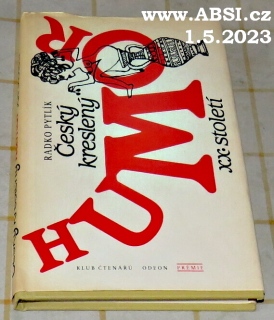 www.ABSI.cz
1.5.2023
RADKO PYTLÍK
Český
kreslený
HUMOR
xx. století
KLUB ČTENÁŘŮ ODEON PRÉMIE